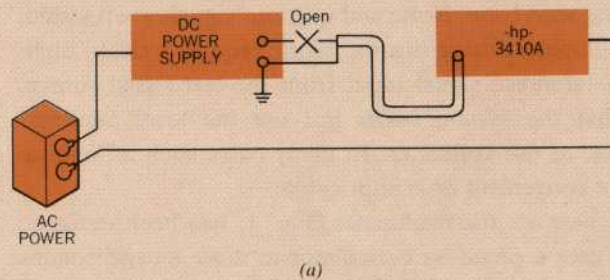 DC
POWER
SUPPLY
Open
-hp-
3410A
AC
POWER
(a)